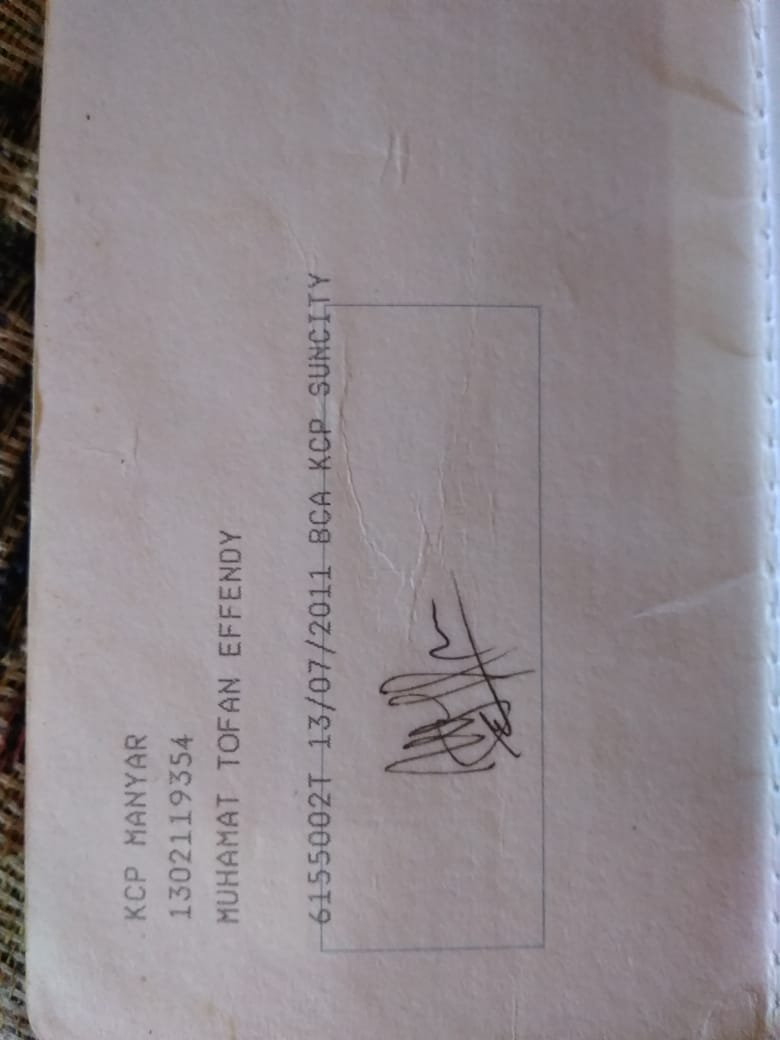 KCP MANYAR
1302119354
MUHAMAT TOFAN EFFENDY
6155002T 13/07/2011 BCA KCP SUNCITY